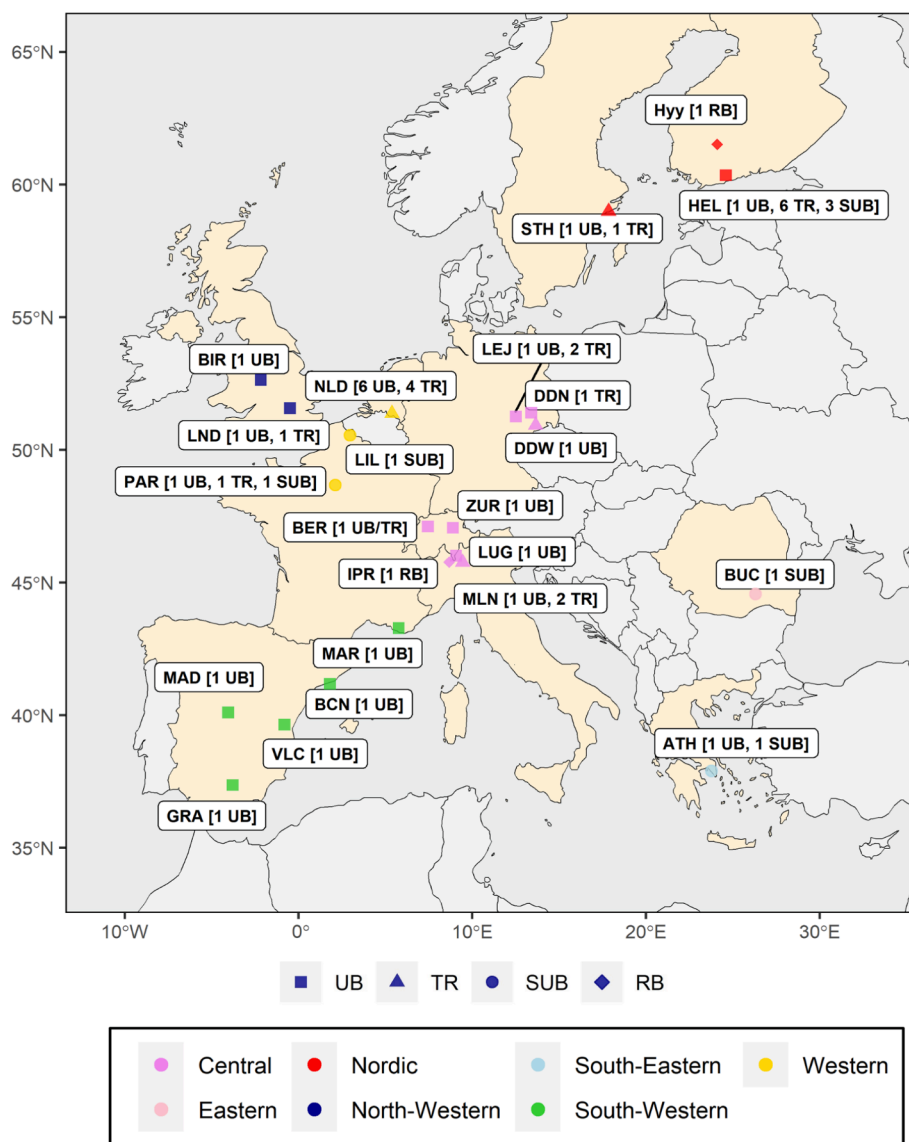 65°N
Hyy [1 RB]
60°N
HEL [1 UB, 6 TR, 3 SUB]
STH [1 UB, 1 TR]
55°N
LEJ [1 UB, 2 TR]
BIR [1 UB]
NLD [6 UB, 4 TR]
DDN [1 TR]
LND [1 UB, 1 TR]
DDW [1 UB]
50°N
LIL [1 SUB]
PAR [1 UB, 1 TR, 1 SUB]
ZUR [1 UB]
BER [1 UB/TR]
LUG [1 UB]
IPR [1 RB]
BUC [1 SUB]
45°N
MLN [1 UB, 2 TR]
MAR [1 UB]
MAD [1 UB]
BCN [1 UB]
40°N
ATH [1 UB, 1 SUB]
VLC [1 UB]
GRA [1 UB]
35°N
10°W 0° 10°E 20°E 30°E
UB TR SUB RB
Central Nordic South-Eastern Western
Eastern North-Western South-Western